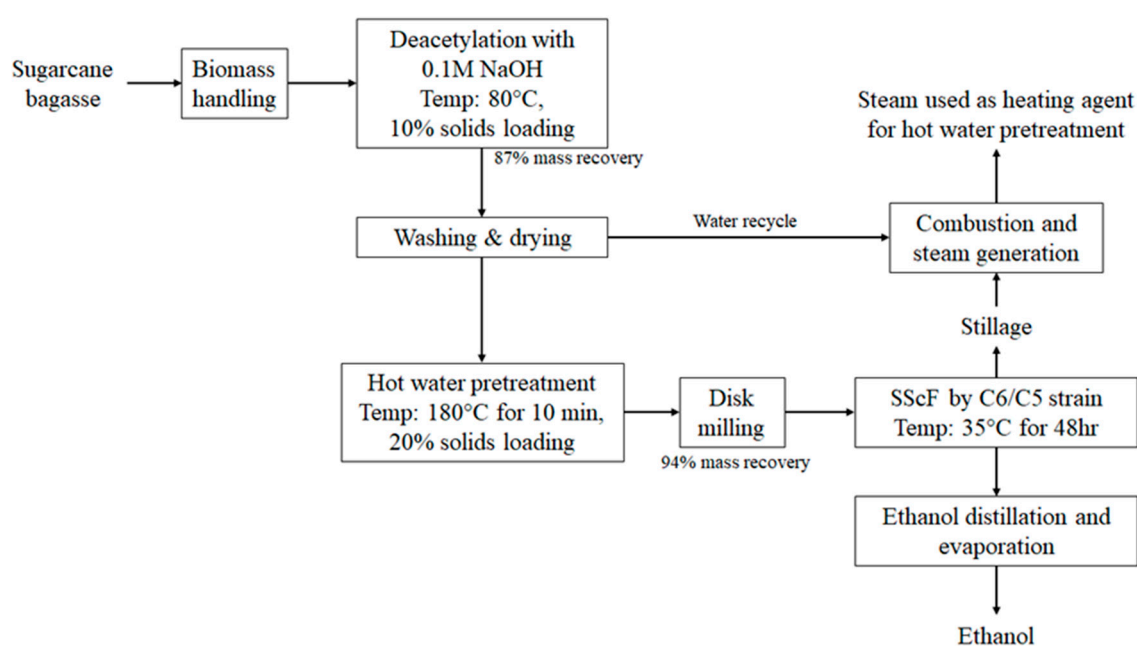 Sugarcane
bagasse
Biomass
handling
Deacetylation with
0.1M NaOH
Temp: 80°C,
10% solids loading
87% mass recovery
Washing & drying
Water recycle
Steam used as heating agent
for hot water pretreatment
Combustion and
steam generation
Stillage
Hot water pretreatment
Temp: 180°C for 10 min,
20% solids loading
Disk
milling
94% mass recovery
SScF by C6/C5 strain
Temp: 35°C for 48hr
Ethanol distillation and
evaporation
Ethanol